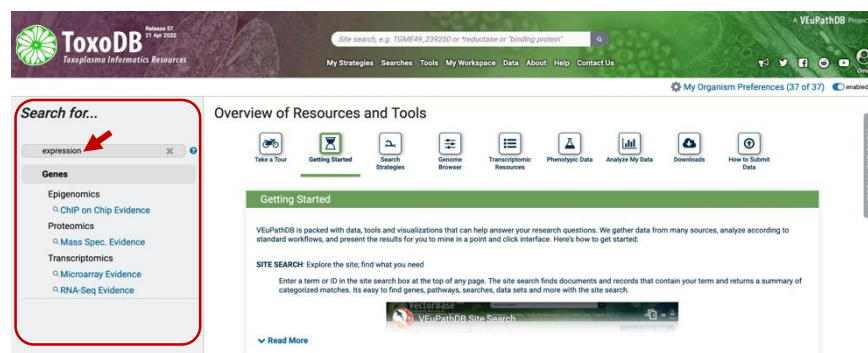 A VEuPathDB Project
ToxoDB
Release 57
21 Apr 2022
Toxoplasma Informatics Resources
Site search, e.g. TGME49_239250 or *reductase or "binding protein"
My Strategies Searches Tools My Workspace Data About Help Contact Us
My Organism Preferences (37 of 37) enabled
Search for...
expression
Genes
Epigenomics
ChIP on Chip Evidence
Proteomics
Mass Spec. Evidence
Transcriptomics
Microarray Evidence
RNA-Seq Evidence
Overview of Resources and Tools
Take a Tour
Getting Started
Search Strategies
Genome Browser
Transcriptomic Resources
Phenotypic Data
Analyze My Data
Downloads
How to Submit Data
Getting Started
VEuPathDB is packed with data, tools and visualizations that can help answer your research questions. We gather data from many sources, analyze according to
standard workflows, and present the results for you to mine in a point and click interface. Here's how to get started:
SITE SEARCH: Explore the site; find what you need
Enter a term or ID in the site search box at the top of any page. The site search finds documents and records that contain your term and returns a summary of
categorized matches. Its easy to find genes, pathways, searches, data sets and more with the site search.
VectorBase
VEuPathDB Site Search
Read More